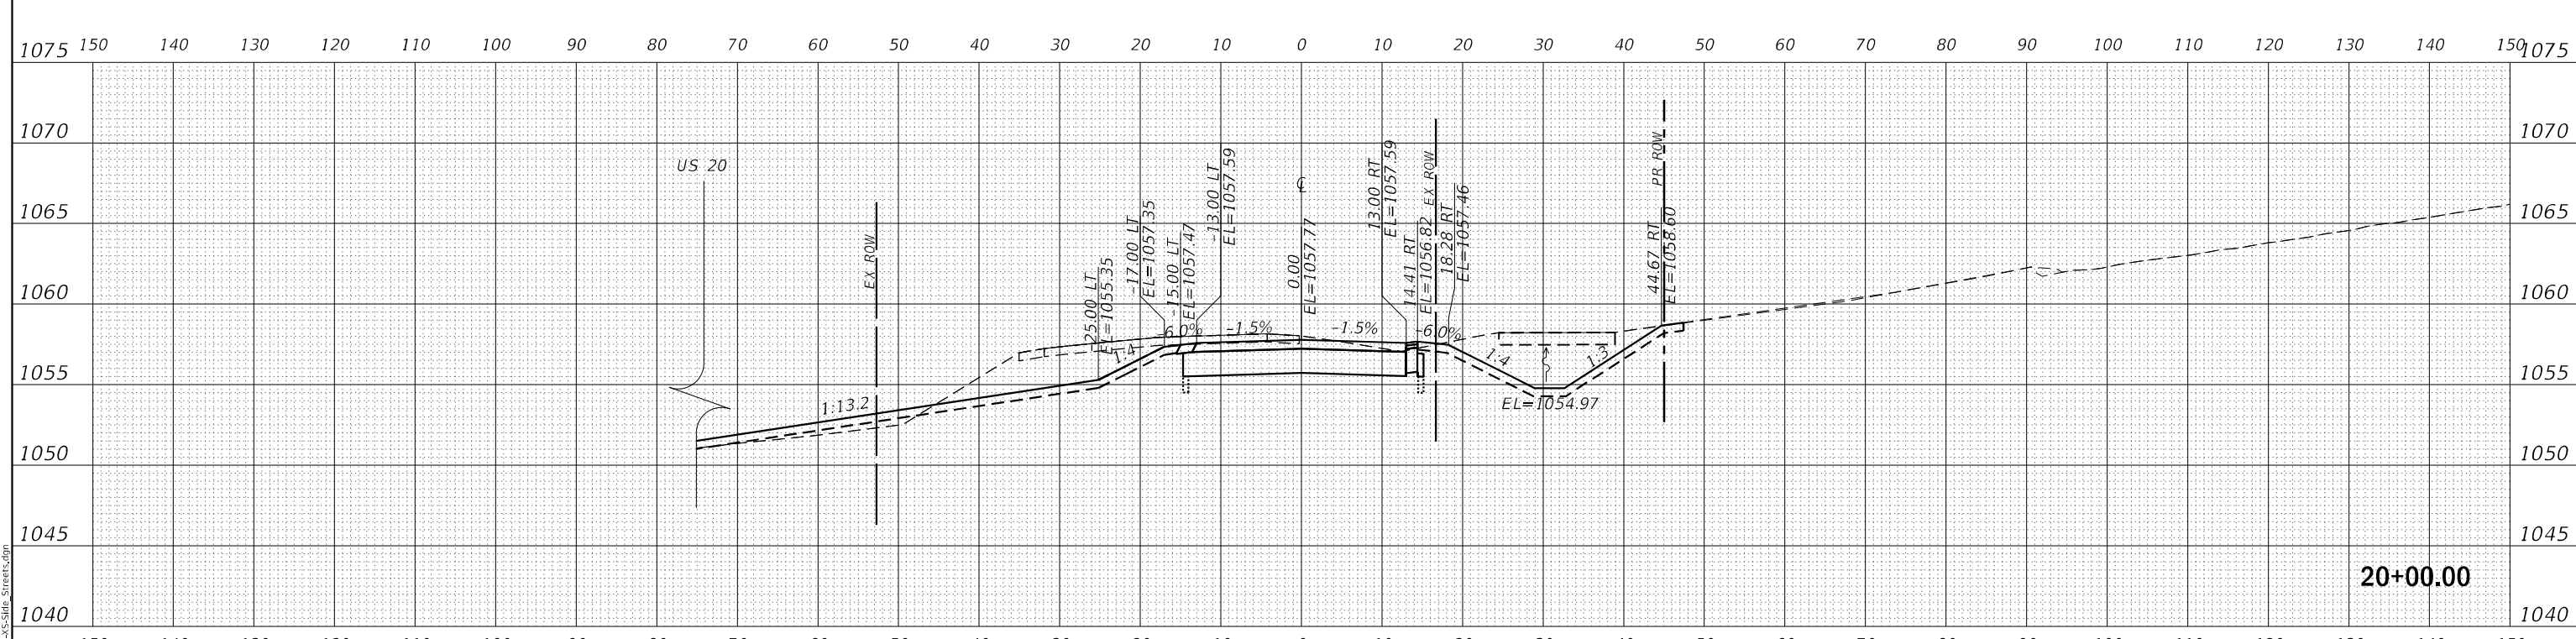 150 140 130 120 110 100 90 80 70 60 50 40 30 20 10 0 10 20 30 40 50 60 70 80 90 100 110 120 130 140 150
1075 1075
1070 1070
1065 1065
1060 1060
1055 1055
1050 1050
1045 1045
1040 1040
US 20
EX ROW
-25.00 LT
EL=1055.35
-17.00 LT
EL=1057.35
-15.00 LT
EL=1057.47
-13.00 LT
EL=1057.59
℄
0.00
EL=1057.77
13.00 RT
EL=1057.59
14.41 RT
EL=1056.82
EX ROW
18.28 RT
EL=1057.46
44.67 RT
EL=1058.60
PR ROW
1:13.2
1:4
-6.0%
-1.5%
-1.5%
-6.0%
1:4
1:3
EL=1054.97
20+00.00
-XS-Side_Streets.dgn